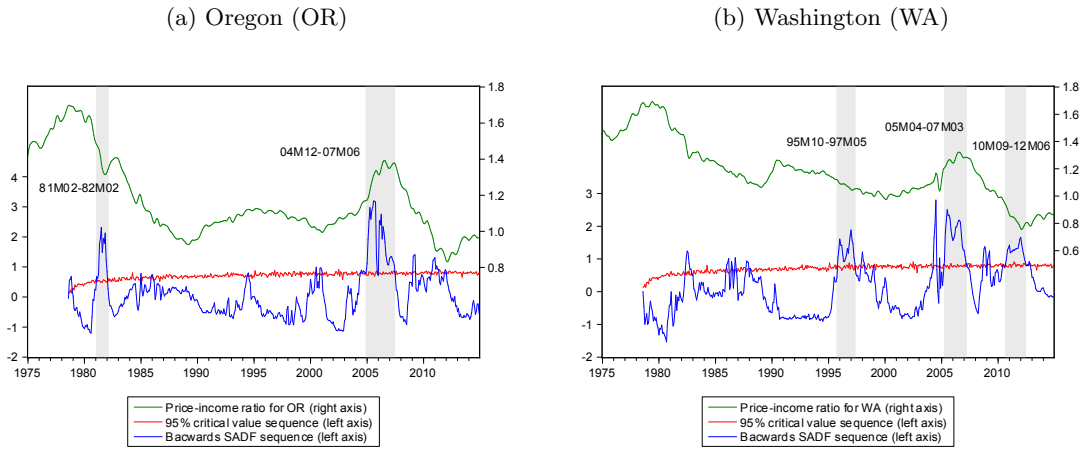 (a) Oregon (OR)
(b) Washington (WA)
1.8
1.6
1.4
1.2
1.0
0.8
4
3
2
1
0
-1
-2
81M02-82M02
04M12-07M06
1975 1980 1985 1990 1995 2000 2005 2010
Price-income ratio for OR (right axis)
95% critical value sequence (left axis)
Bacwards SADF sequence (left axis)
1.8
1.6
1.4
1.2
1.0
0.8
0.6
3
2
1
0
-1
-2
95M10-97M05
05M04-07M03
10M09-12M06
1975 1980 1985 1990 1995 2000 2005 2010
Price-income ratio for WA (right axis)
95% critical value sequence (left axis)
Bacwards SADF sequence (left axis)